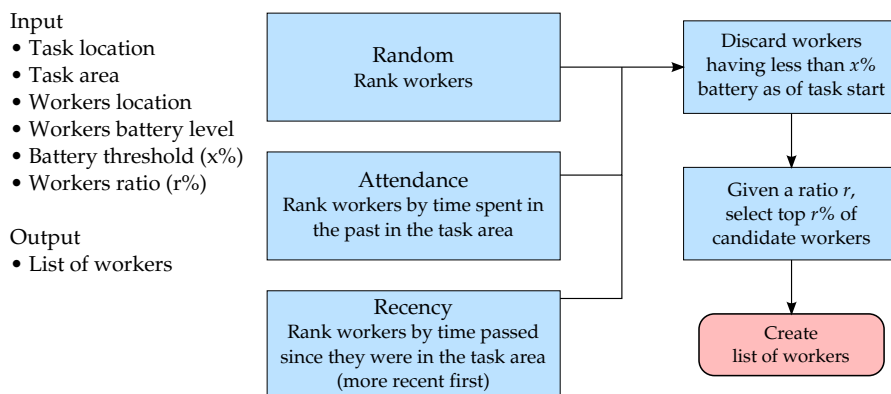 Input
• Task location
• Task area
• Workers location
• Workers battery level
• Battery threshold (x%)
• Workers ratio (r%)
Output
• List of workers
Random
Rank workers
Attendance
Rank workers by time spent in
the past in the task area
Recency
Rank workers by time passed
since they were in the task area
(more recent first)
Discard workers
having less than x%
battery as of task start
Given a ratio r,
select top r% of
candidate workers
Create
list of workers